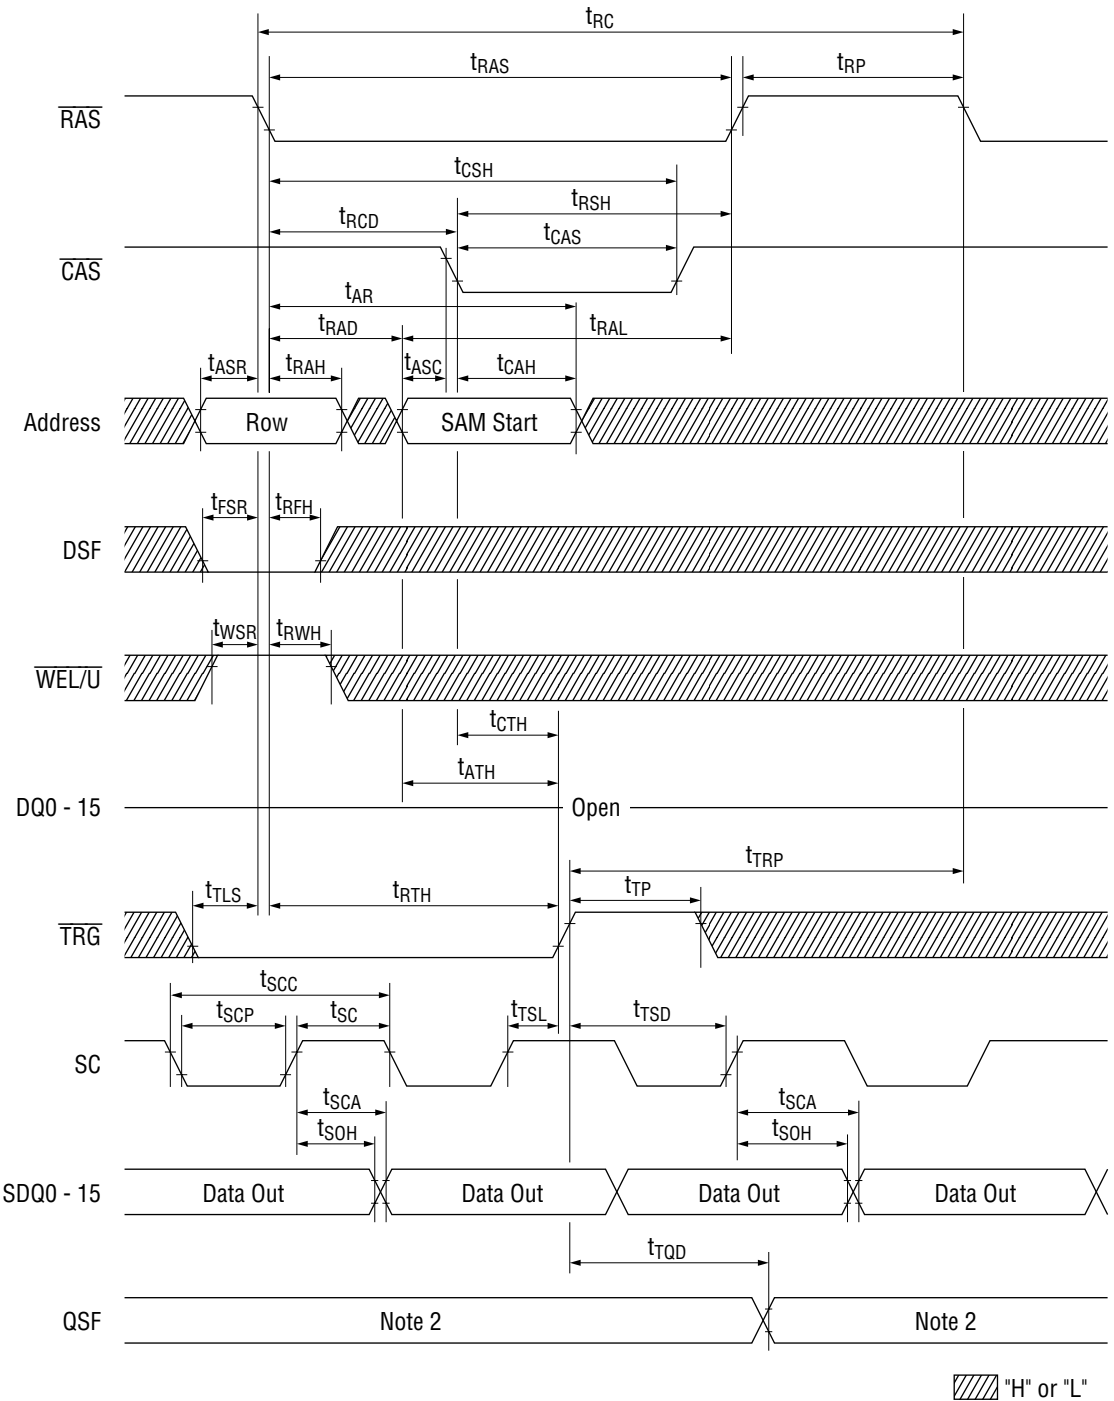 tRC
tRAS
tRP
RAS
tCSH
tRSH
tRCD
tCAS
CAS
tAR
tRAD
tRAL
tASR
tRAH
tASC
tCAH
Address
Row
SAM Start
tFSR
tRFH
DSF
tWSR
tRWH
WEL/U
tCTH
tATH
DQ0 - 15
Open
tTRP
tTLS
tRTH
tTP
TRG
tSCC
tSCP
tSC
tTSL
tTSD
SC
tSCA
tSCA
tSOH
tSOH
SDQ0 - 15
Data Out
Data Out
Data Out
Data Out
tTQD
QSF
Note 2
Note 2
"H" or "L"